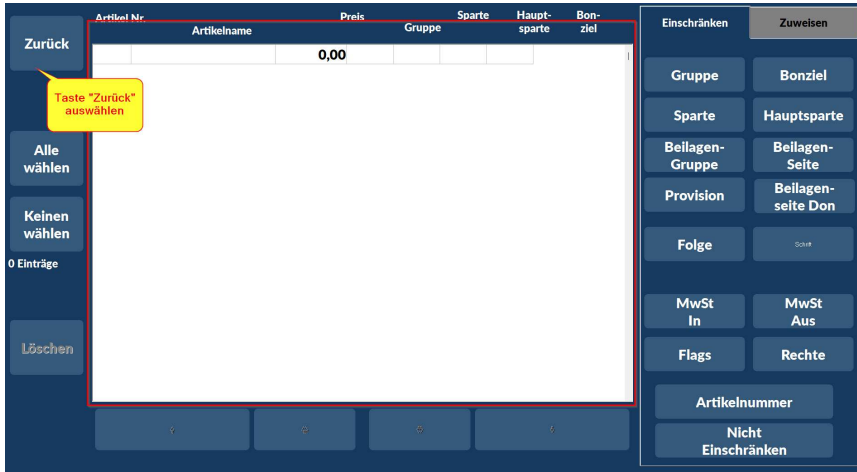 Zurück
Taste "Zurück"
auswählen
Alle
wählen
Keinen
wählen
0 Einträge
Löschen
Artikel Nr.
Artikelname
Preis
Gruppe
Sparte
Haupt-
sparte
Bon-
ziel
0,00
Einschränken
Zuweisen
Gruppe
Bonziel
Sparte
Hauptsparte
Beilagen-
Gruppe
Beilagen-
Seite
Provision
Beilagen-
seite Don
Folge
Schrift
MwSt
In
MwSt
Aus
Flags
Rechte
Artikelnummer
Nicht
Einschränken